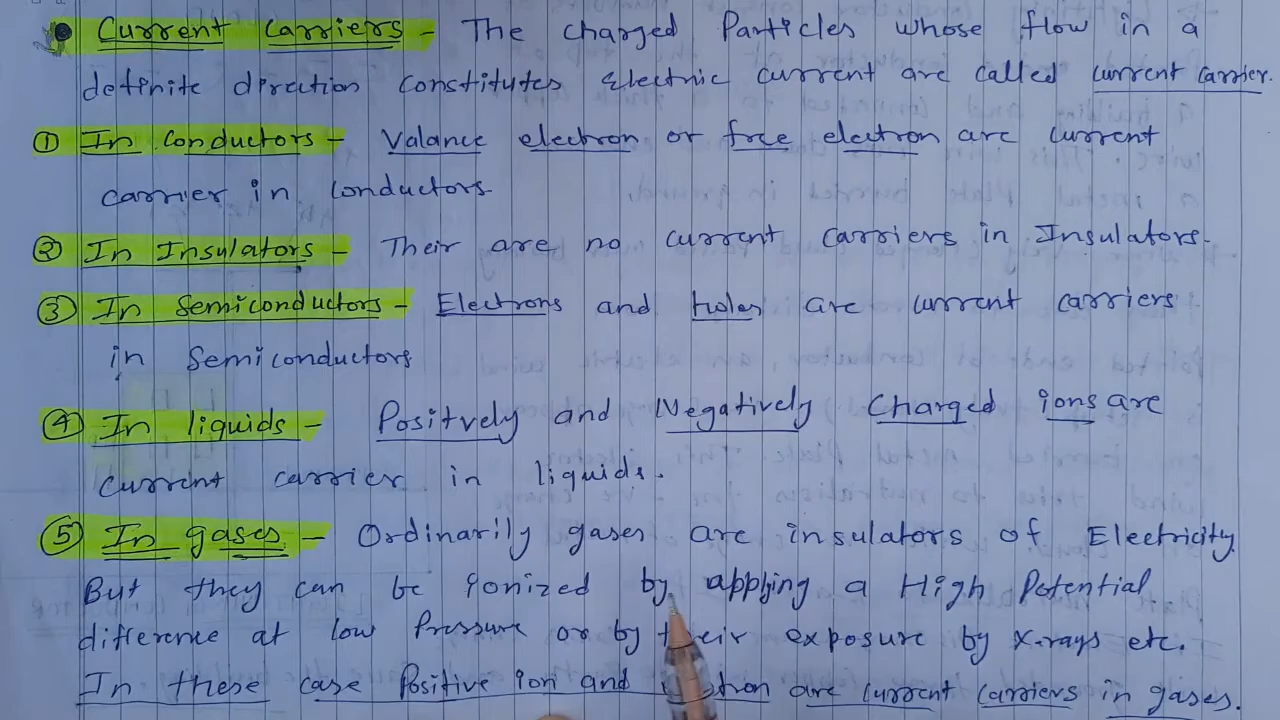 Current Carriers - The charged Particles whose flow in a
definite direction constitutes Electric current are called current carrier.
① In Conductors - Valance electron or free electron are current
carrier in conductors.
② In Insulators - Their are no current carriers in Insulators.
③ In Semiconductors - Electrons and holes are current carriers
in Semiconductors
④ In liquids - Positvely and Negatively Charged ions are
current carrier in liquids.
⑤ In gases - Ordinarily gases are insulators of Electricity.
But they can be ionized by applying a High Potential
difference at low Pressure or by their exposure by X-rays etc.
In these case Positive ion and are current carriers in gases.